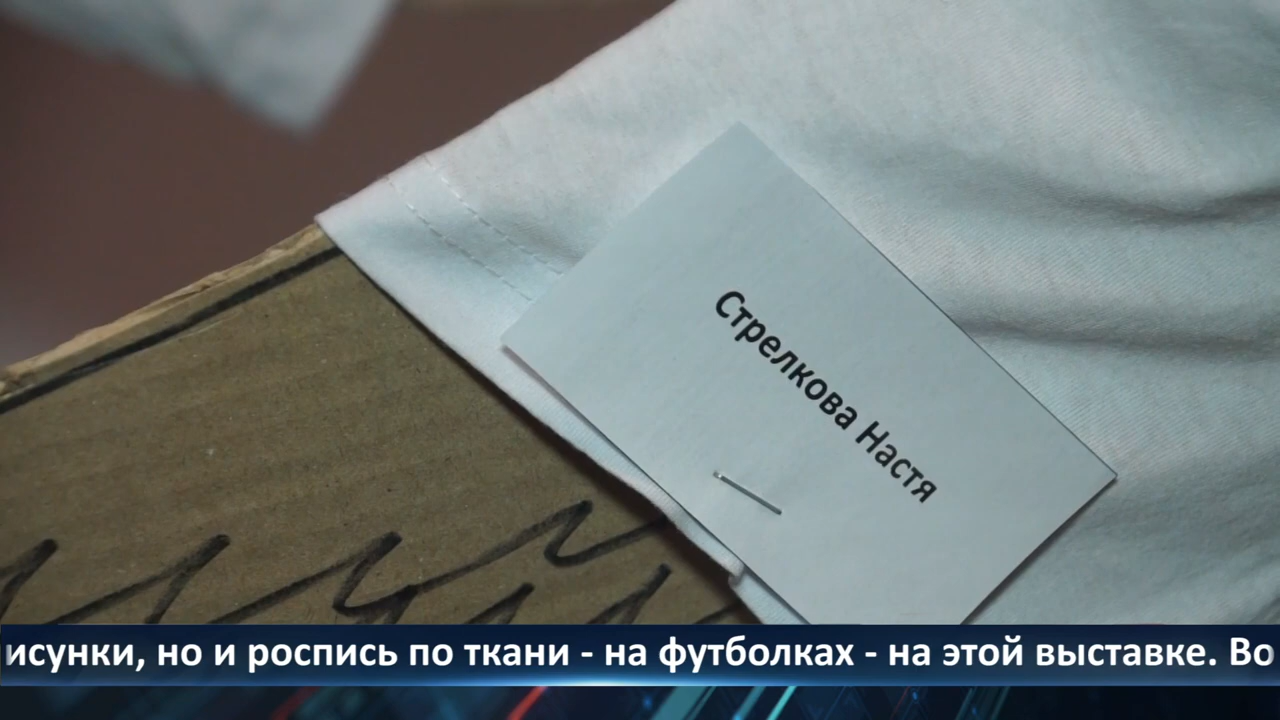 Стрелкова Настя
исунки, но и роспись по ткани - на футболках - на этой выставке. Во